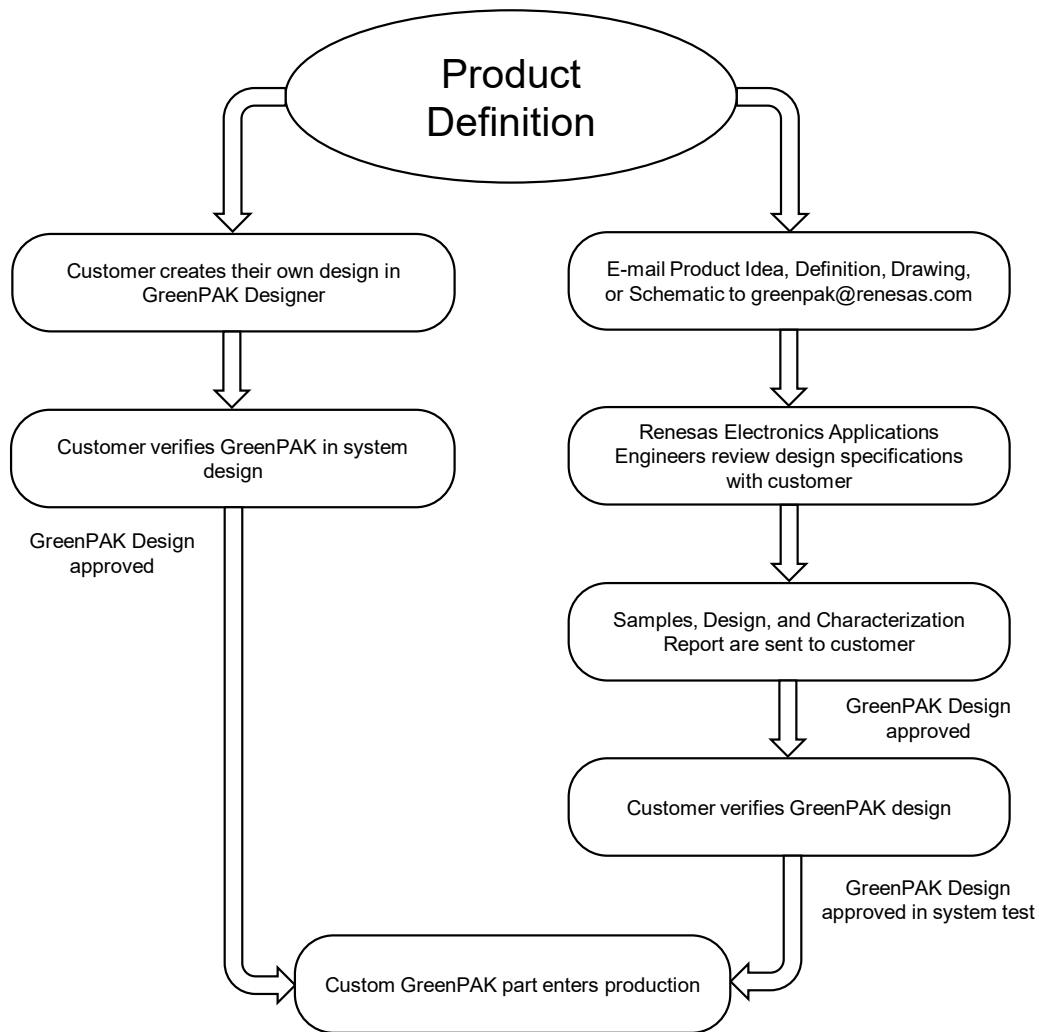 Product
Definition
Customer creates their own design in
GreenPAK Designer
Customer verifies GreenPAK in system
design
GreenPAK Design
approved
E-mail Product Idea, Definition, Drawing,
or Schematic to greenpak@renesas.com
Renesas Electronics Applications
Engineers review design specifications
with customer
Samples, Design, and Characterization
Report are sent to customer
GreenPAK Design
approved
Customer verifies GreenPAK design
GreenPAK Design
approved in system test
Custom GreenPAK part enters production